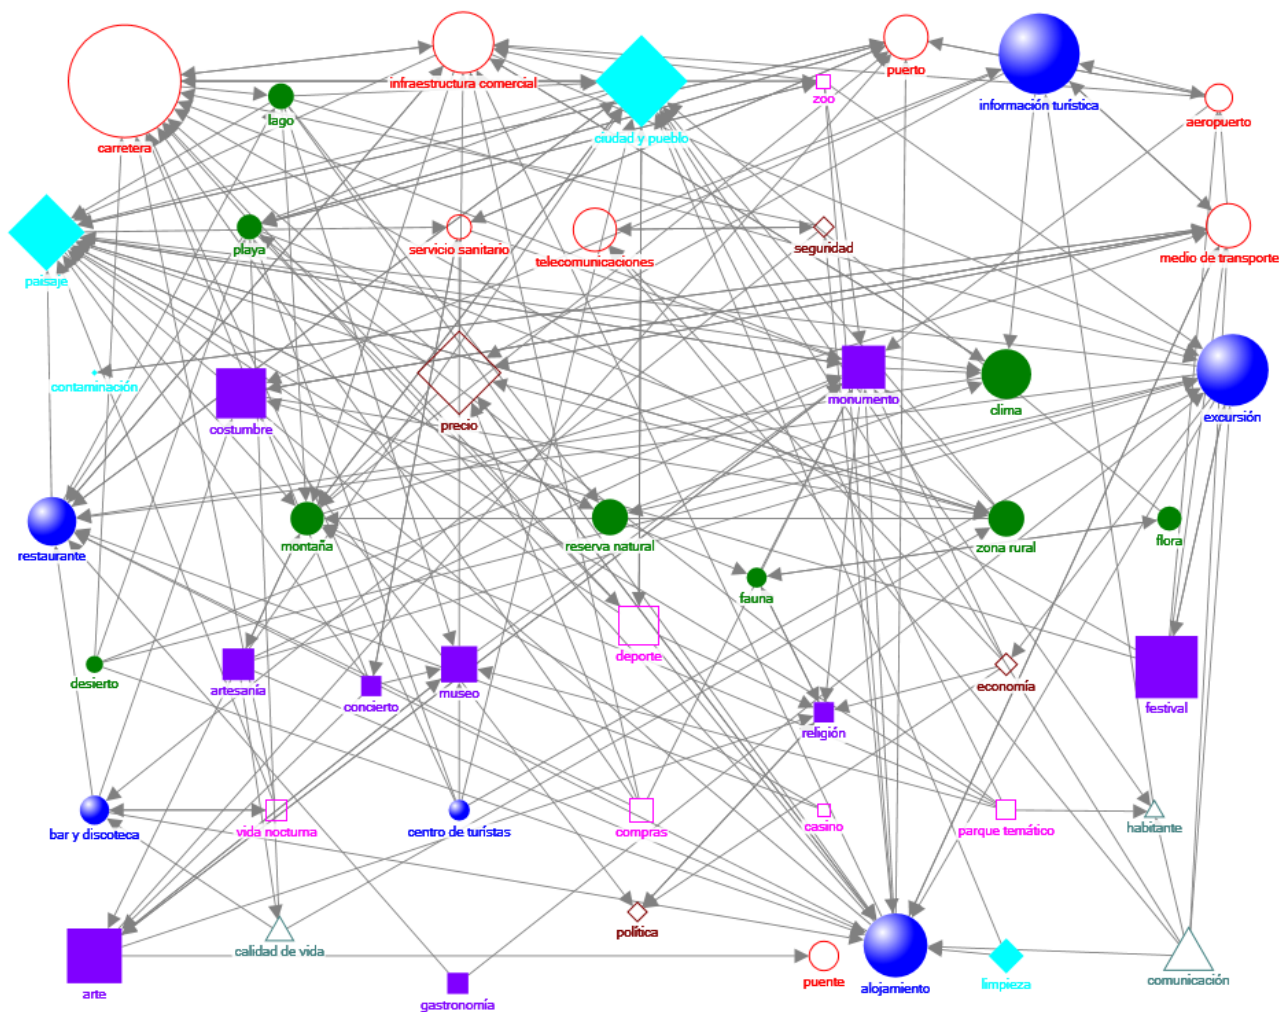 infraestructura comercial
puerto
zoo
información turística
lago
aeropuerto
ciudad y pueblo
carretera
servicio sanitario
playa
seguridad
telecomunicaciones
medio de transporte
paisaje
contaminación
monumento
clima
excursión
costumbre
precio
restaurante
montaña
reserva natural
zona rural
flora
fauna
deporte
desierto
artesanía
concierto
museo
economía
festival
religión
bar y discoteca
vida nocturna
centro de turistas
compras
casino
parque temático
habitante
política
calidad de vida
arte
gastronomía
puente
alojamiento
limpieza
comunicación